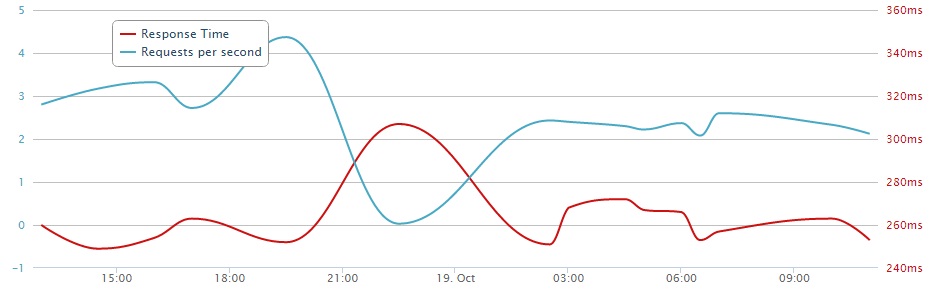 5 360ms
Response Time
Requests per second
4 340ms
3 320ms
2 300ms
1 280ms
0 260ms
-1 240ms
15:00 18:00 21:00 19. Oct 03:00 06:00 09:00